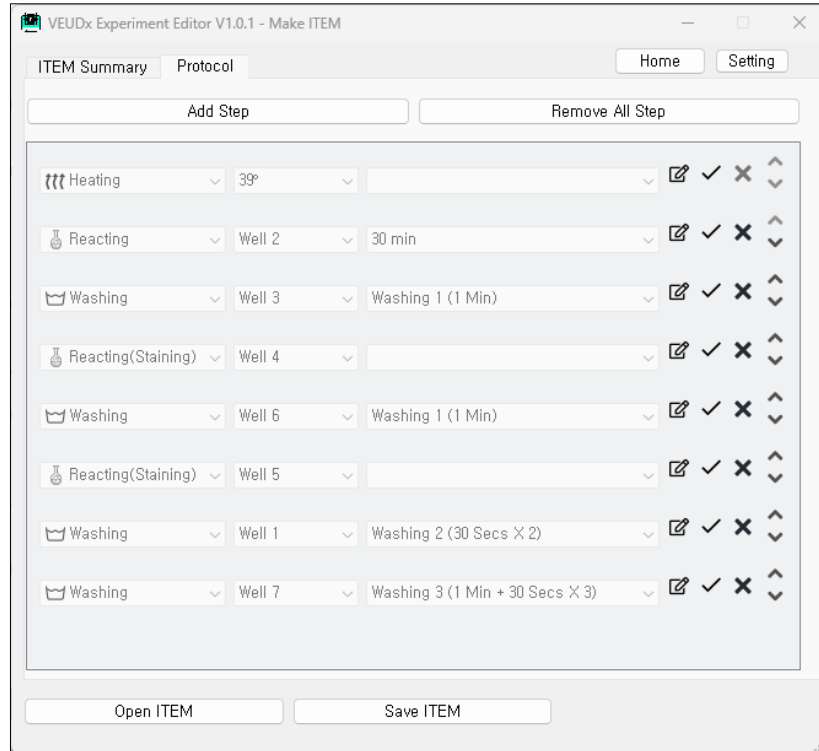 VEUDx Experiment Editor V1.0.1 - Make ITEM
ITEM Summary Protocol Home Setting
Add Step Remove All Step
Heating 39º
Reacting Well 2 30 min
Washing Well 3 Washing 1 (1 Min)
Reacting(Staining) Well 4
Washing Well 6 Washing 1 (1 Min)
Reacting(Staining) Well 5
Washing Well 1 Washing 2 (30 Secs X 2)
Washing Well 7 Washing 3 (1 Min + 30 Secs X 3)
Open ITEM Save ITEM